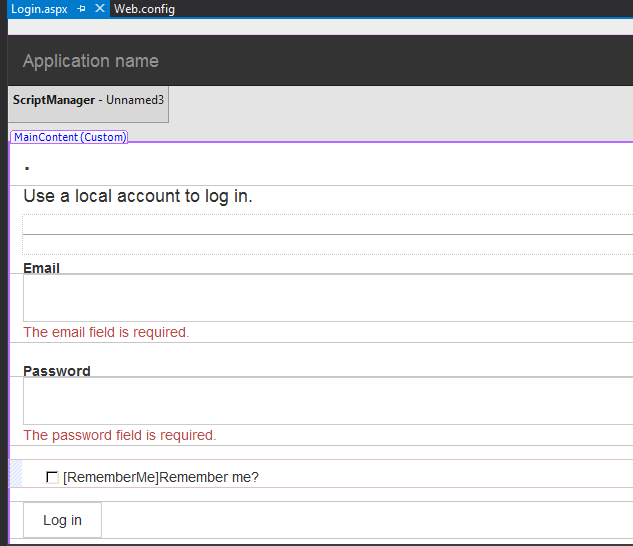 Login.aspx Web.config
Application name
ScriptManager - Unnamed3
MainContent (Custom)
.
Use a local account to log in.
Email
The email field is required.
Password
The password field is required.
[RememberMe]Remember me?
Log in